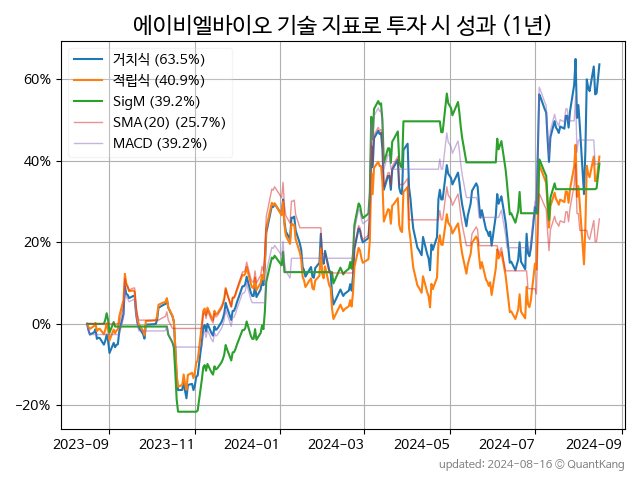 에이비엘바이오 기술 지표로 투자 시 성과 (1년)
거치식 (63.5%)
적립식 (40.9%)
SigM (39.2%)
SMA(20) (25.7%)
MACD (39.2%)
60%
40%
20%
0%
−20%
2023-09 2023-11 2024-01 2024-03 2024-05 2024-07 2024-09
updated: 2024-08-16 © QuantKang